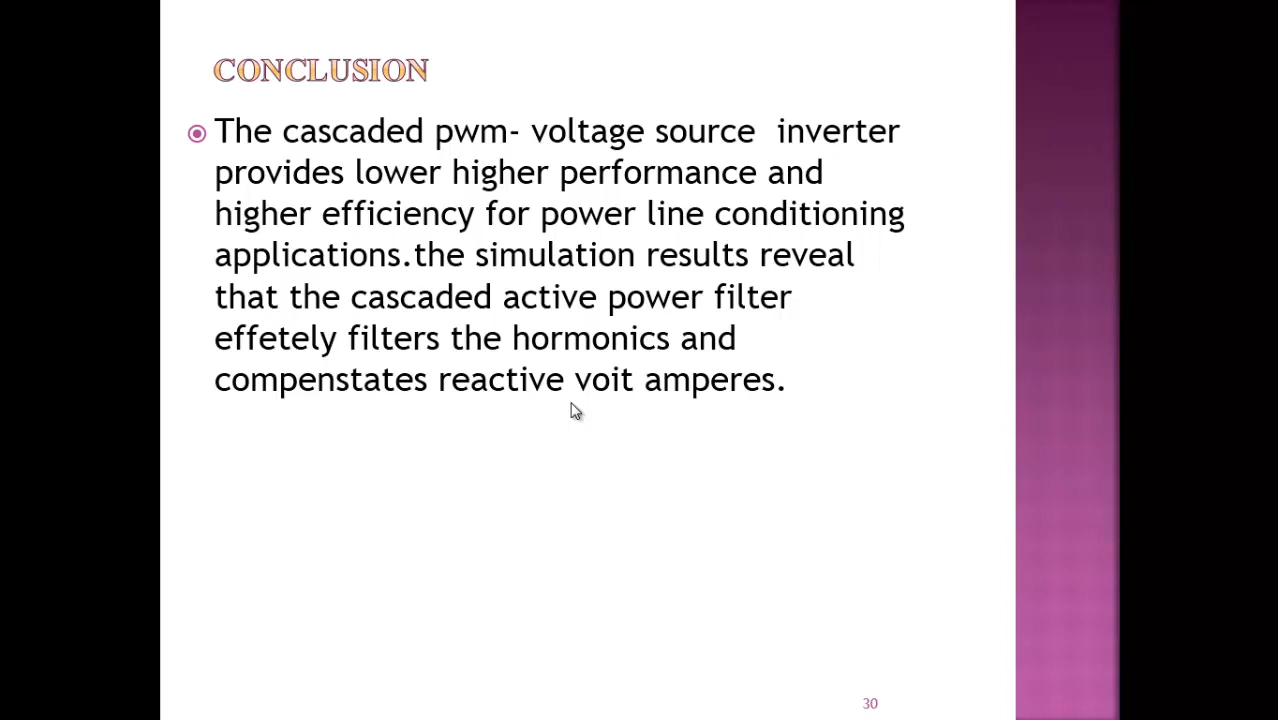 CONCLUSION
The cascaded pwm- voltage source inverter
provides lower higher performance and
higher efficiency for power line conditioning
applications.the simulation results reveal
that the cascaded active power filter
effetely filters the hormonics and
compenstates reactive voit amperes.
30